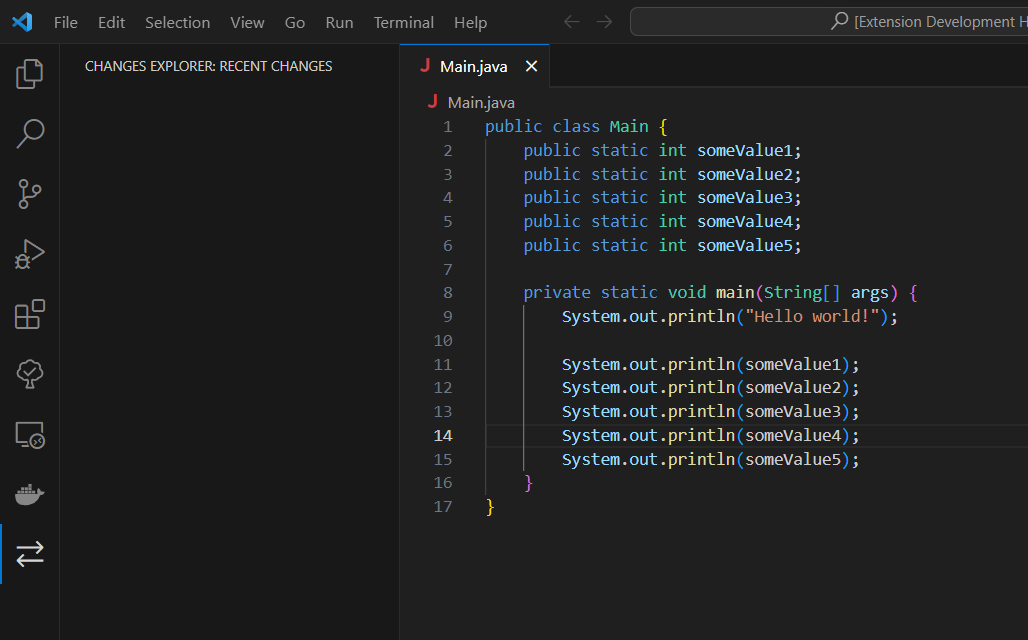 File Edit Selection View Go Run Terminal Help [Extension Development H
CHANGES EXPLORER: RECENT CHANGES
J Main.java
J Main.java
1 public class Main {
2 public static int someValue1;
3 public static int someValue2;
4 public static int someValue3;
5 public static int someValue4;
6 public static int someValue5;
7
8 private static void main(String[] args) {
9 System.out.println("Hello world!");
10
11 System.out.println(someValue1);
12 System.out.println(someValue2);
13 System.out.println(someValue3);
14 System.out.println(someValue4);
15 System.out.println(someValue5);
16 }
17 }